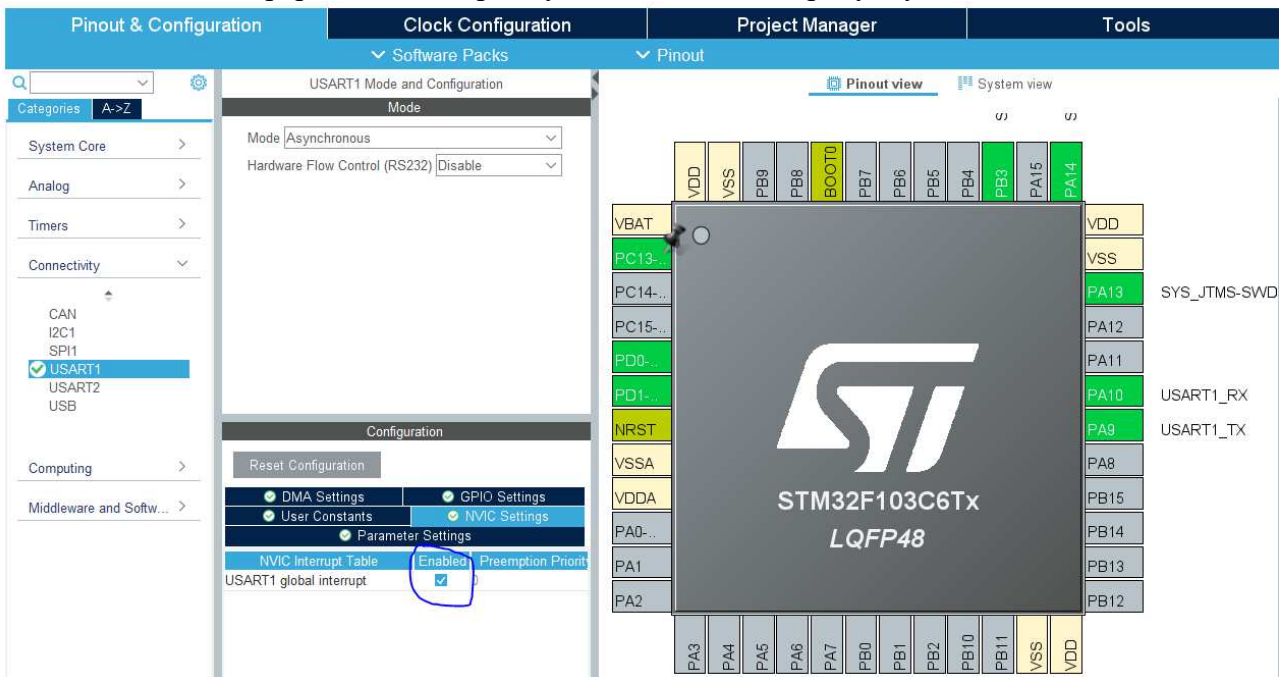 Pinout & Configuration
Clock Configuration
Project Manager
Tools
Software Packs
Pinout
Categories
A->Z
System Core
Analog
Timers
Connectivity
CAN
I2C1
SPI1
USART1
USART2
USB
Computing
Middleware and Softw...
USART1 Mode and Configuration
Mode
Mode Asynchronous
Hardware Flow Control (RS232) Disable
Configuration
Reset Configuration
DMA Settings
GPIO Settings
User Constants
NVIC Settings
Parameter Settings
NVIC Interrupt Table
Enabled
Preemption Priorit
USART1 global interrupt
0
Pinout view
System view
S
S
VDD
VSS
PB9
PB8
BOOT0
PB7
PB6
PB5
PB4
PB3
PA15
PA14
VBAT
PC13-..
PC14-..
PC15-..
PD0-..
PD1-..
NRST
VSSA
VDDA
PA0-..
PA1
PA2
STM32F103C6Tx
LQFP48
VDD
VSS
PA13 SYS_JTMS-SWD
PA12
PA11
PA10 USART1_RX
PA9 USART1_TX
PA8
PB15
PB14
PB13
PB12
PA3
PA4
PA5
PA6
PA7
PB0
PB1
PB2
PB10
PB11
VSS
VDD